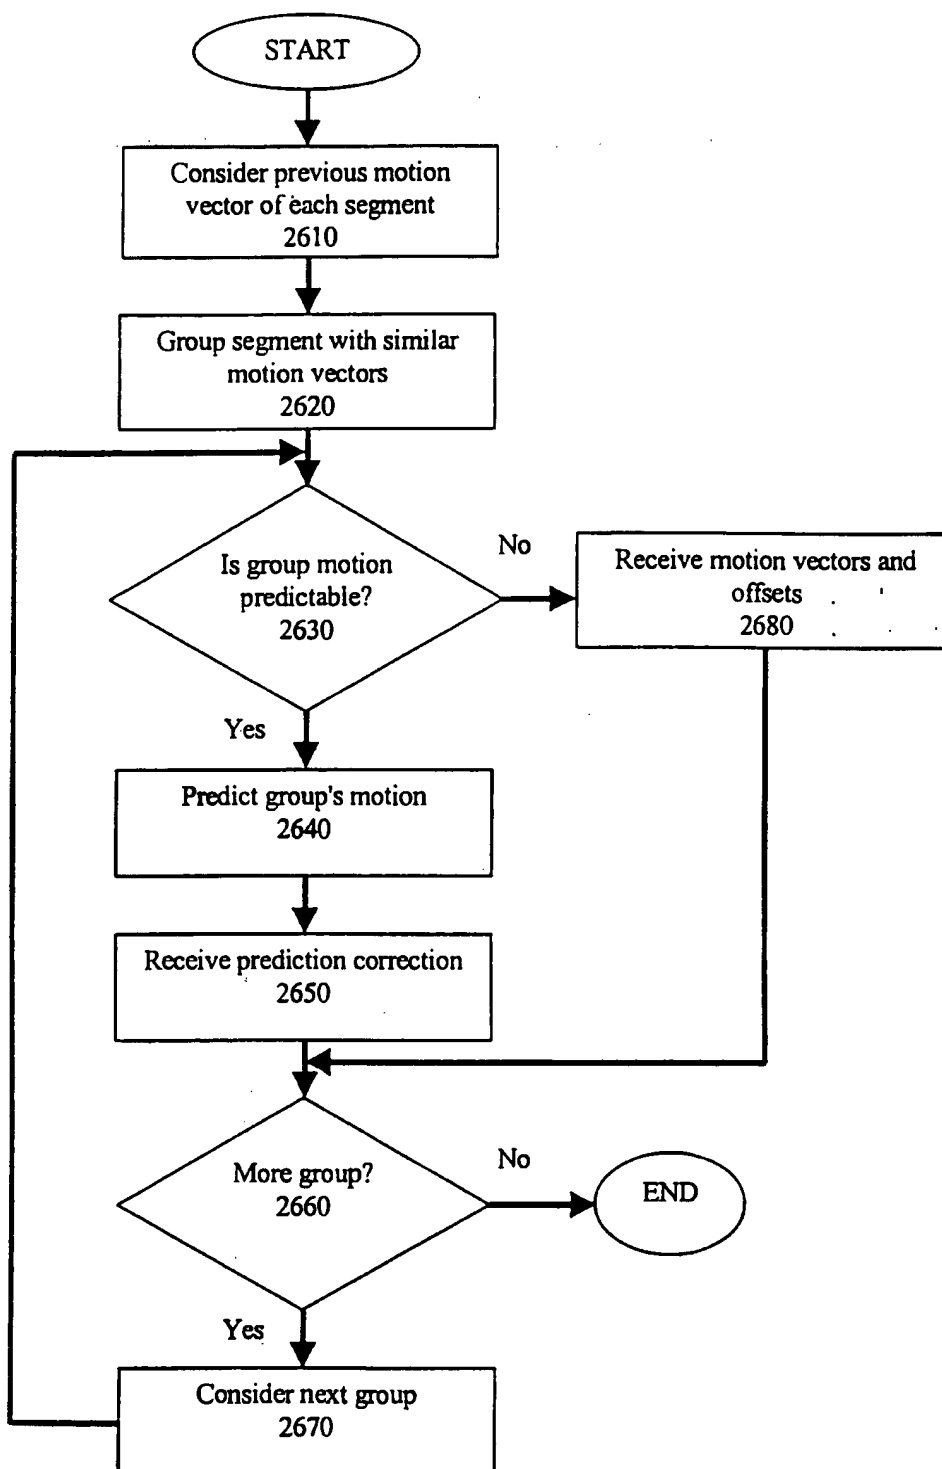 START
Consider previous motion
vector of each segment
2610
Group segment with similar
motion vectors
2620
Is group motion
predictable?
2630
No
Receive motion vectors and
offsets
2680
Yes
Predict group's motion
2640
Receive prediction correction
2650
More group?
2660
No
END
Yes
Consider next group
2670